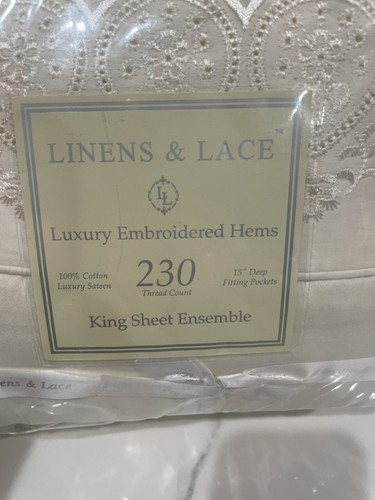 LINENS & LACE™
LL
Luxury Embroidered Hems
100% Cotton
Luxury Sateen
230
Thread Count
15" Deep
Fitting Pockets
King Sheet Ensemble
ens & Lace